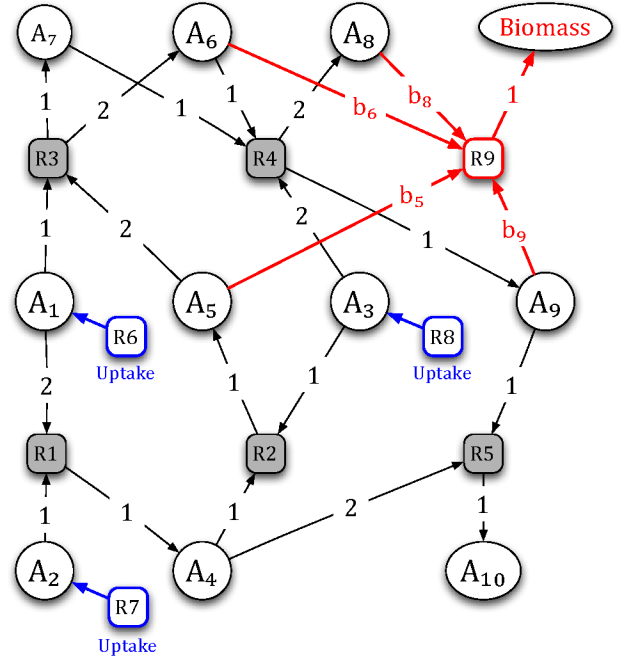 A₇ A₆ A₈ Biomass
1 2 1 1 b₆ 2 b₈ 1
R3 R4 R9
1 2 2 b₅ 1 b₉
A₁ R6 A₅ A₃ R8 A₉
Uptake Uptake
2 1 1 1
R1 R2 R5
1 1 1 2 1
A₂ R7 A₄ A₁₀
Uptake